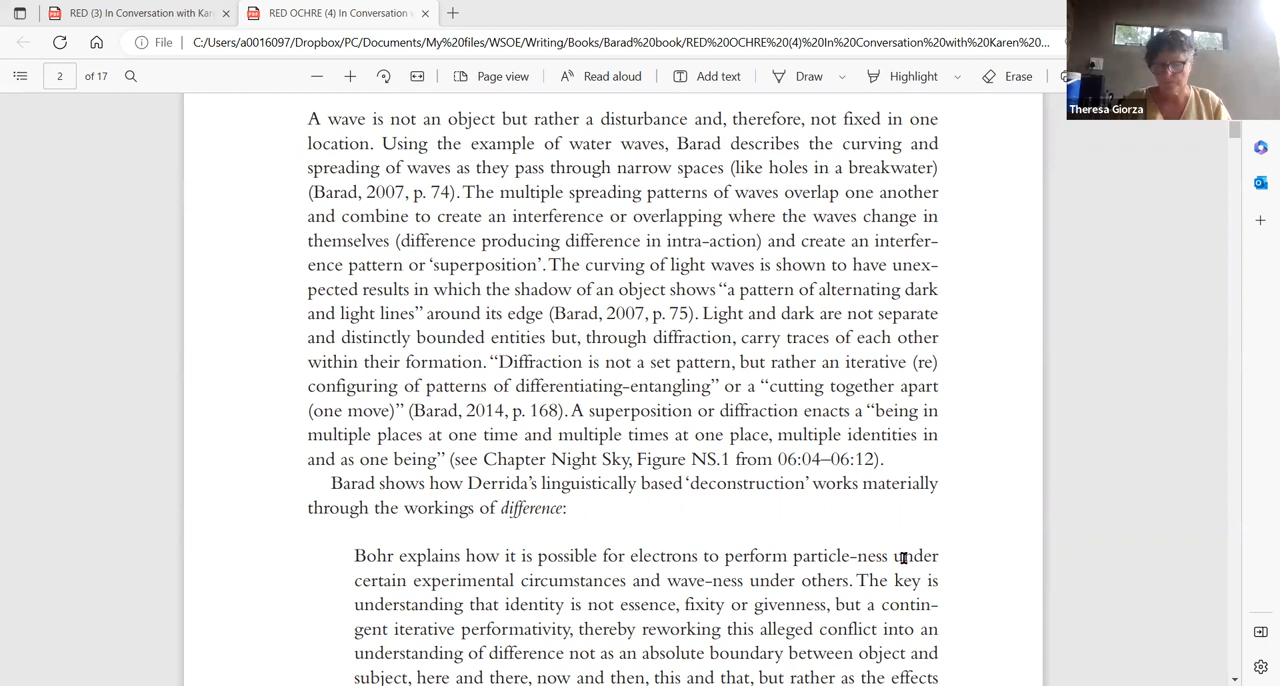 RED (3) In Conversation with Kar
RED OCHRE (4) In Conversation
File
C:/Users/a0016097/Dropbox/PC/Documents/My%20files/WSOE/Writing/Books/Barad%20book/RED%20OCHRE%20(4)%20In%20Conversation%20with%20Karen%20...
2 of 17
Page view
Read aloud
Add text
Draw
Highlight
Erase
Theresa Giorza
A wave is not an object but rather a disturbance and, therefore, not fixed in one
location. Using the example of water waves, Barad describes the curving and
spreading of waves as they pass through narrow spaces (like holes in a breakwater)
(Barad, 2007, p. 74). The multiple spreading patterns of waves overlap one another
and combine to create an interference or overlapping where the waves change in
themselves (difference producing difference in intra-action) and create an interfer-
ence pattern or ‘superposition’. The curving of light waves is shown to have unex-
pected results in which the shadow of an object shows “a pattern of alternating dark
and light lines” around its edge (Barad, 2007, p. 75). Light and dark are not separate
and distinctly bounded entities but, through diffraction, carry traces of each other
within their formation. “Diffraction is not a set pattern, but rather an iterative (re)
configuring of patterns of differentiating-entangling” or a “cutting together apart
(one move)” (Barad, 2014, p. 168). A superposition or diffraction enacts a “being in
multiple places at one time and multiple times at one place, multiple identities in
and as one being” (see Chapter Night Sky, Figure NS.1 from 06:04–06:12).
Barad shows how Derrida’s linguistically based ‘deconstruction’ works materially
through the workings of difference:
Bohr explains how it is possible for electrons to perform particle-ness under
certain experimental circumstances and wave-ness under others. The key is
understanding that identity is not essence, fixity or givenness, but a contin-
gent iterative performativity, thereby reworking this alleged conflict into an
understanding of difference not as an absolute boundary between object and
subject, here and there, now and then, this and that, but rather as the effects